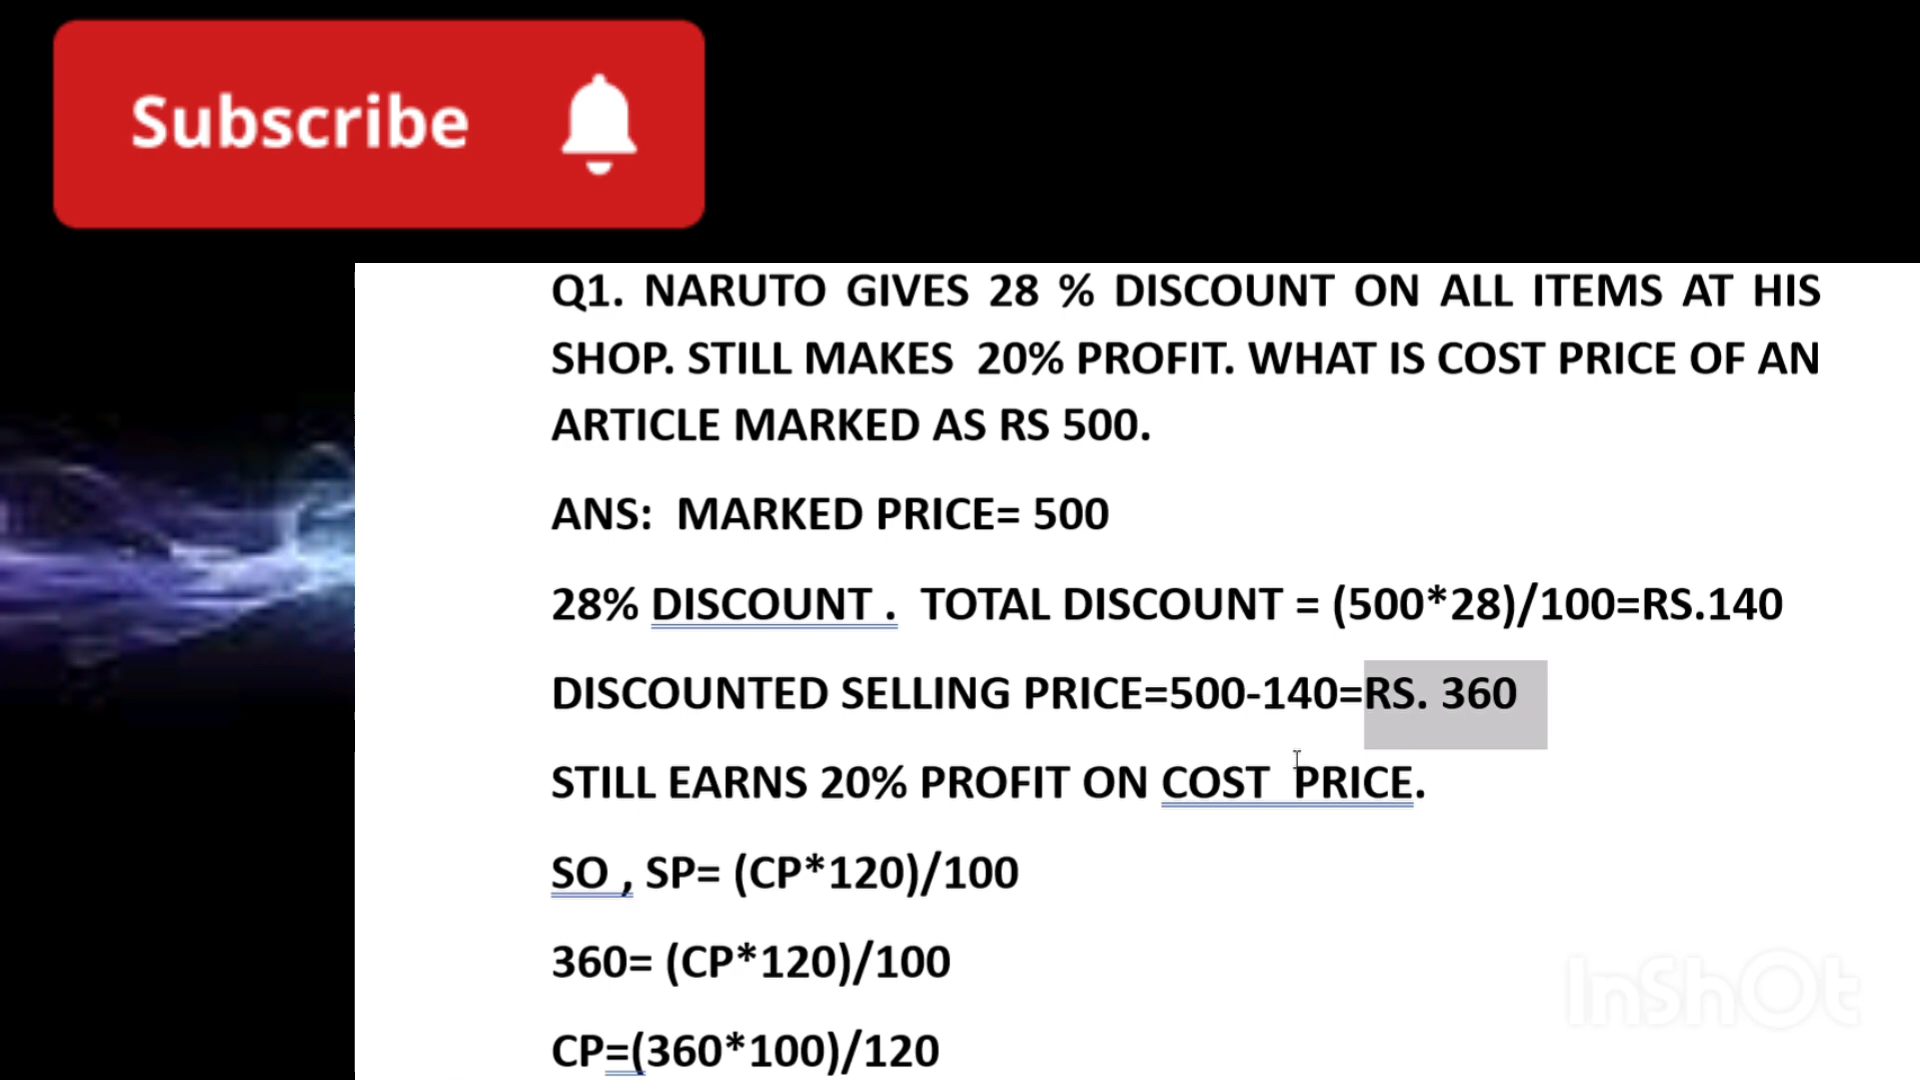 Subscribe
Q1. NARUTO GIVES 28 % DISCOUNT ON ALL ITEMS AT HIS
SHOP. STILL MAKES 20% PROFIT. WHAT IS COST PRICE OF AN
ARTICLE MARKED AS RS 500.
ANS: MARKED PRICE= 500
28% DISCOUNT . TOTAL DISCOUNT = (500*28)/100=RS.140
DISCOUNTED SELLING PRICE=500-140=RS. 360
STILL EARNS 20% PROFIT ON COST PRICE.
SO , SP= (CP*120)/100
360= (CP*120)/100
CP=(360*100)/120
InShOt